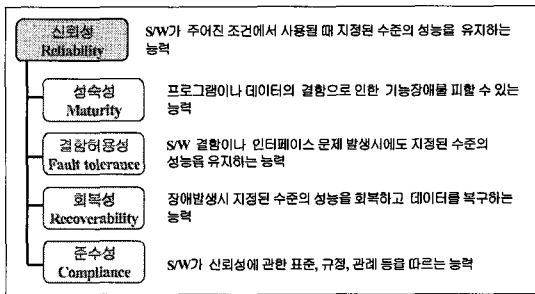 신뢰성
Reliability
S/W가 주어진 조건에서 사용될 때 지정된 수준의 성능을 유지하는
능력
성숙성
Maturity
프로그램이나 데이터의 결함으로 인한 기능장애를 피할 수 있는
능력
결함허용성
Fault tolerance
S/W 결함이나 인터페이스 문제 발생시에도 지정된 수준의
성능을 유지하는 능력
회복성
Recoverability
장애발생시 지정된 수준의 성능을 회복하고 데이터를 복구하는
능력
준수성
Compliance
S/W가 신뢰성에 관한 표준, 규정, 관례 등을 따르는 능력